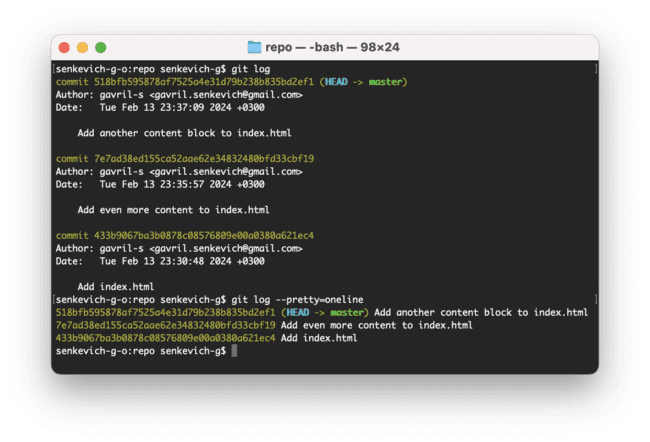 repo — -bash — 98×24
[senkevich-g-o:repo senkevich-g$ git log ]
commit 518bfb595878af7525a4e31d79b238b835bd2ef1 (HEAD -> master)
Author: gavril-s <gavril.senkevich@gmail.com>
Date:   Tue Feb 13 23:37:09 2024 +0300
Add another content block to index.html
commit 7e7ad38ed155ca52aae62e34832480bfd33cbf19
Author: gavril-s <gavril.senkevich@gmail.com>
Date:   Tue Feb 13 23:35:57 2024 +0300
Add even more content to index.html
commit 433b9067ba3b0878c08576809e00a0380a621ec4
Author: gavril-s <gavril.senkevich@gmail.com>
Date:   Tue Feb 13 23:30:48 2024 +0300
Add index.html
[senkevich-g-o:repo senkevich-g$ git log --pretty=oneline ]
518bfb595878af7525a4e31d79b238b835bd2ef1 (HEAD -> master) Add another content block to index.html
7e7ad38ed155ca52aae62e34832480bfd33cbf19 Add even more content to index.html
433b9067ba3b0878c08576809e00a0380a621ec4 Add index.html
senkevich-g-o:repo senkevich-g$